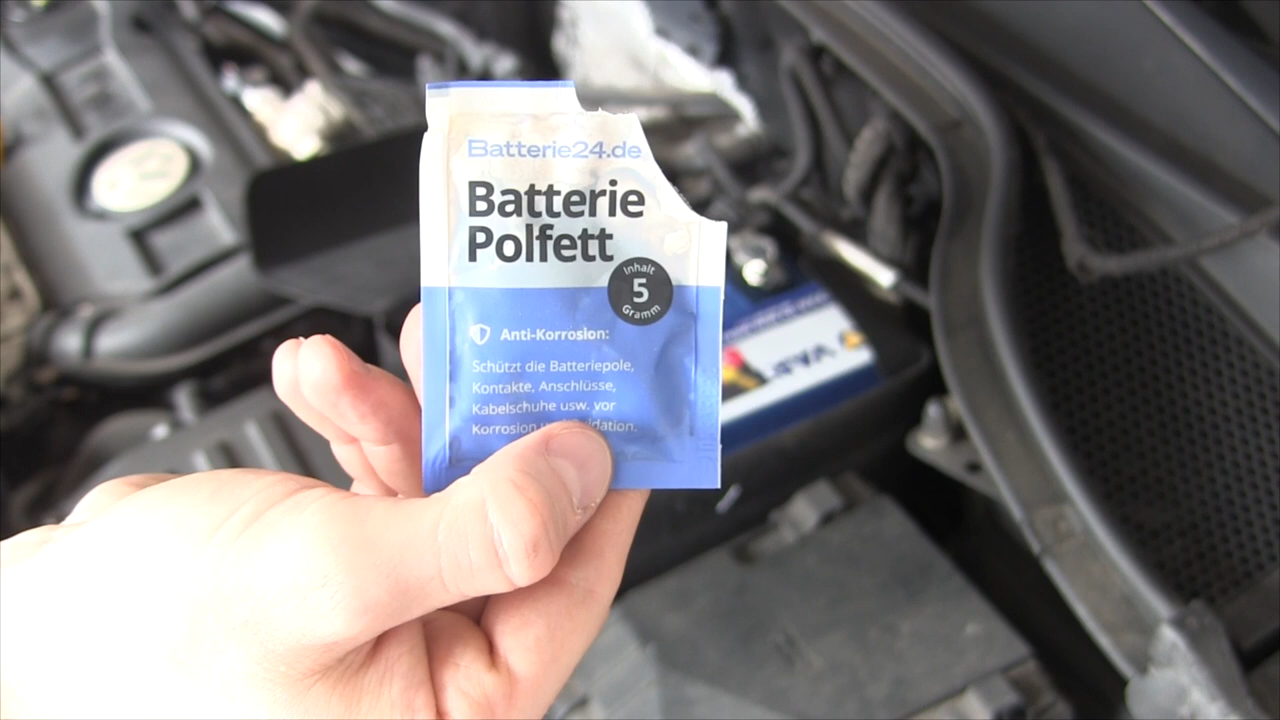 Batterie24.de
Batterie
Polfett
Inhalt
5
Gramm
Anti-Korrosion:
Schützt die Batteriepole,
Kontakte, Anschlüsse,
Kabelschuhe usw. vor
Korrosion